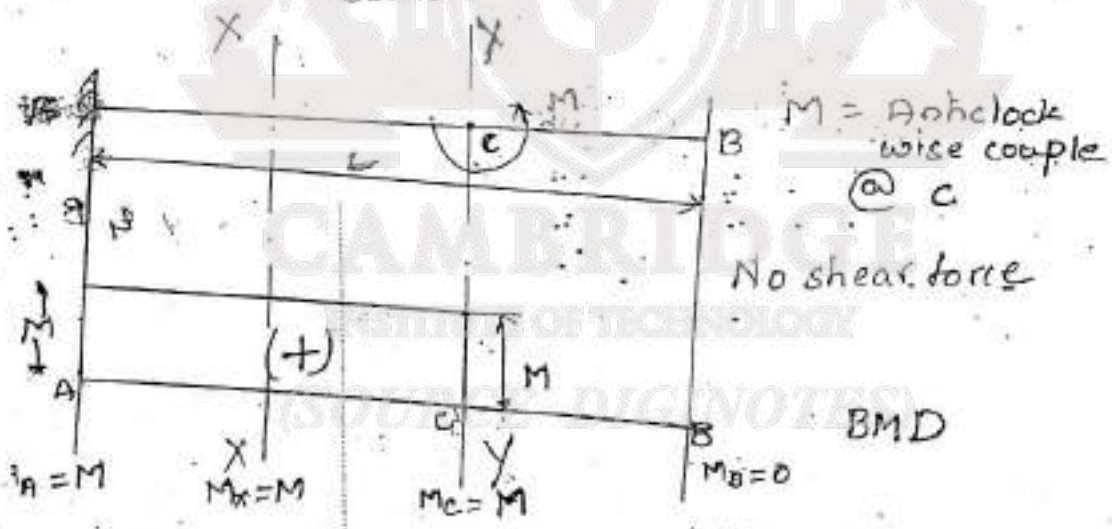 X
Y
M
C
B
M = Anticlock
wise couple
@ C
L
CAMBRIDGE
No shear force
INSTITUTE OF TECHNOLOGY
M
(+)
M
A
C
B
(SOURCE DIGINOTES)
BMD
X
Y
A = M
Mx = M
Mc = M
MB = 0